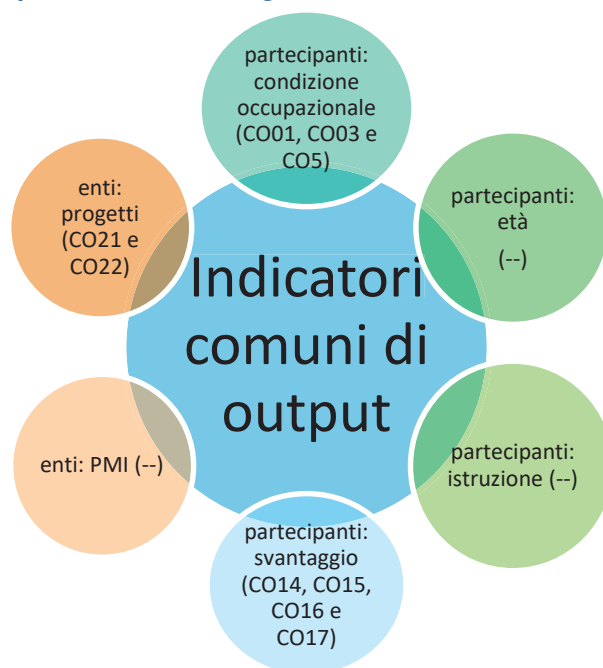 partecipanti:
condizione
occupazionale
(CO01, CO03 e
CO5)
partecipanti:
età
(--)
partecipanti:
istruzione (--)
partecipanti:
svantaggio
(CO14, CO15,
CO16 e
CO17)
enti: PMI (--)
enti:
progetti
(CO21 e
CO22)
Indicatori
comuni di
output